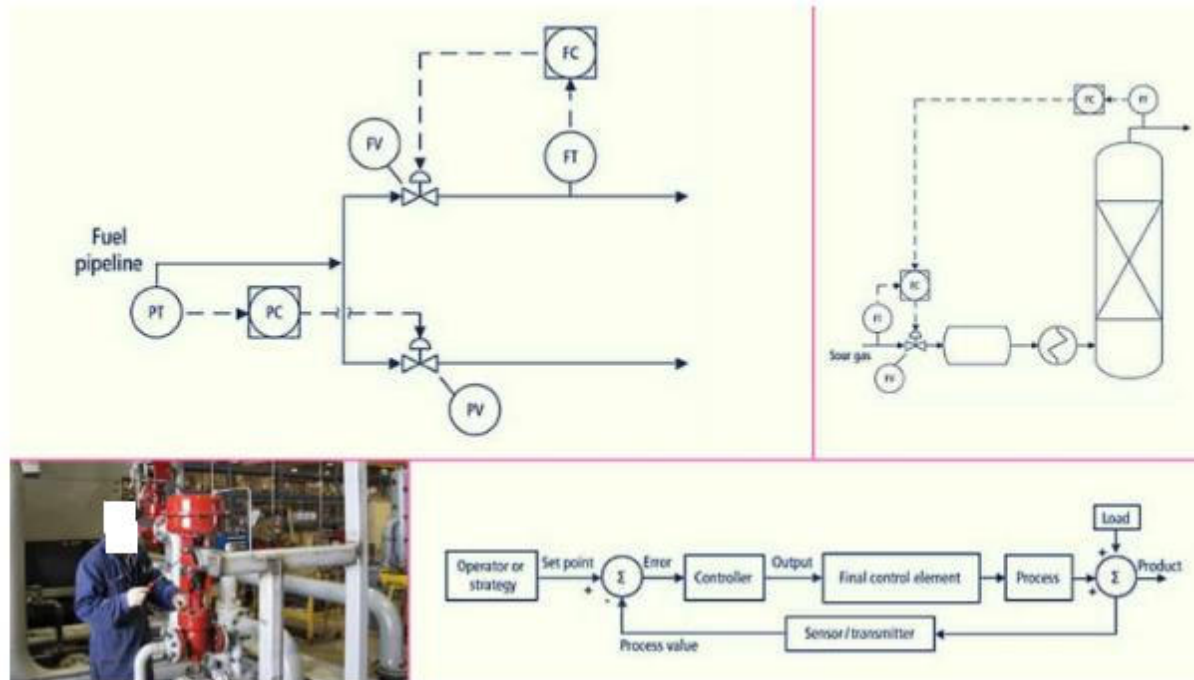 FC
FV
FT
Fuel
pipeline
PT
PC
PV
FC
FT
FC
FT
Sour gas
FV
Load
Operator or
strategy
Set point
+
Σ
-
Error
Controller
Output
Final control element
Process
+
+
Σ
Product
Sensor/transmitter
Process value